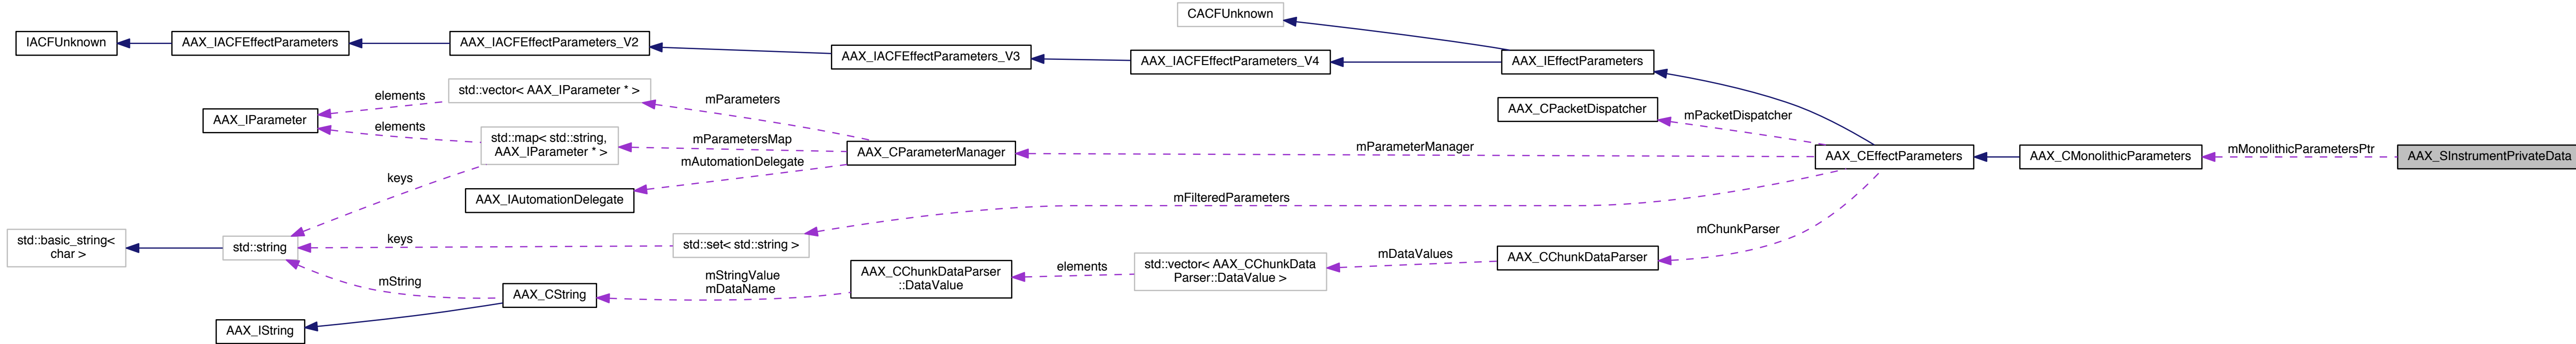 CACFUnknown
IACFUnknown
AAX_IACFEffectParameters
AAX_IACFEffectParameters_V2
AAX_IACFEffectParameters_V3
AAX_IACFEffectParameters_V4
AAX_IEffectParameters
std::vector< AAX_IParameter * >
elements
mParameters
AAX_IParameter
AAX_CPacketDispatcher
mPacketDispatcher
elements
std::map< std::string,
AAX_IParameter * >
mParametersMap
AAX_CParameterManager
mParameterManager
mAutomationDelegate
AAX_CEffectParameters
AAX_CMonolithicParameters
mMonolithicParametersPtr
AAX_SInstrumentPrivateData
keys
AAX_IAutomationDelegate
mFilteredParameters
std::basic_string<
char >
std::string
keys
std::set< std::string >
mChunkParser
mString
AAX_CString
mStringValue
mDataName
AAX_CChunkDataParser
::DataValue
elements
std::vector< AAX_CChunkData
Parser::DataValue >
mDataValues
AAX_CChunkDataParser
AAX_IString